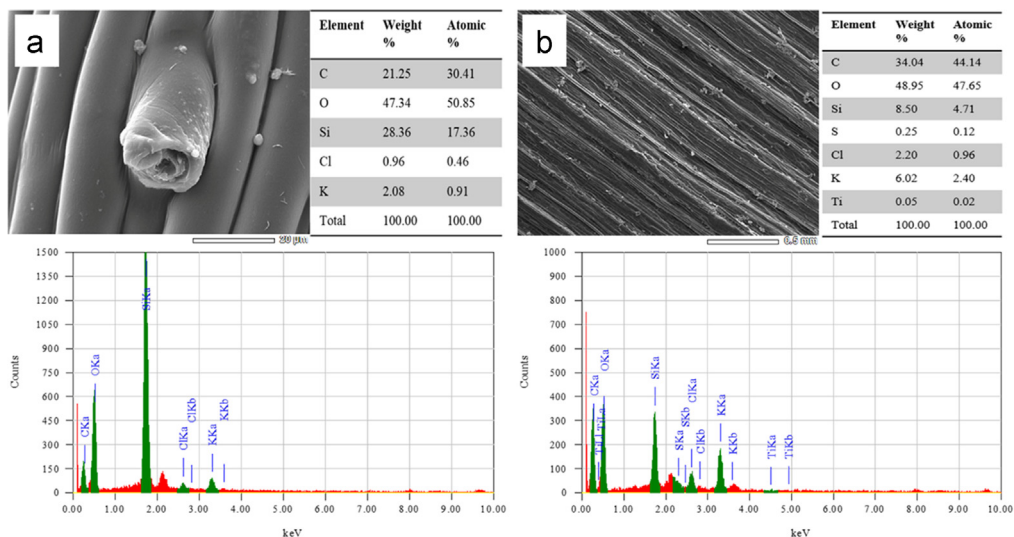 a
Element Weight % Atomic %
C 21.25 30.41
O 47.34 50.85
Si 28.36 17.36
Cl 0.96 0.46
K 2.08 0.91
Total 100.00 100.00
20 µm
b
Element Weight % Atomic %
C 34.04 44.14
O 48.95 47.65
Si 8.50 4.71
S 0.25 0.12
Cl 2.20 0.96
K 6.02 2.40
Ti 0.05 0.02
Total 100.00 100.00
0.5 mm
Counts
1500
1350
1200
1050
900
750
600
450
300
150
0
CKa
OKa
SiKa
ClKa
ClKb
KKa
KKb
0.00 1.00 2.00 3.00 4.00 5.00 6.00 7.00 8.00 9.00 10.00
keV
Counts
1000
900
800
700
600
500
400
300
200
100
0
CKa
TiLl
TiLa
OKa
SiKa
SKa
SKb
ClKa
ClKb
KKa
KKb
TiKa
TiKb
0.00 1.00 2.00 3.00 4.00 5.00 6.00 7.00 8.00 9.00 10.00
keV